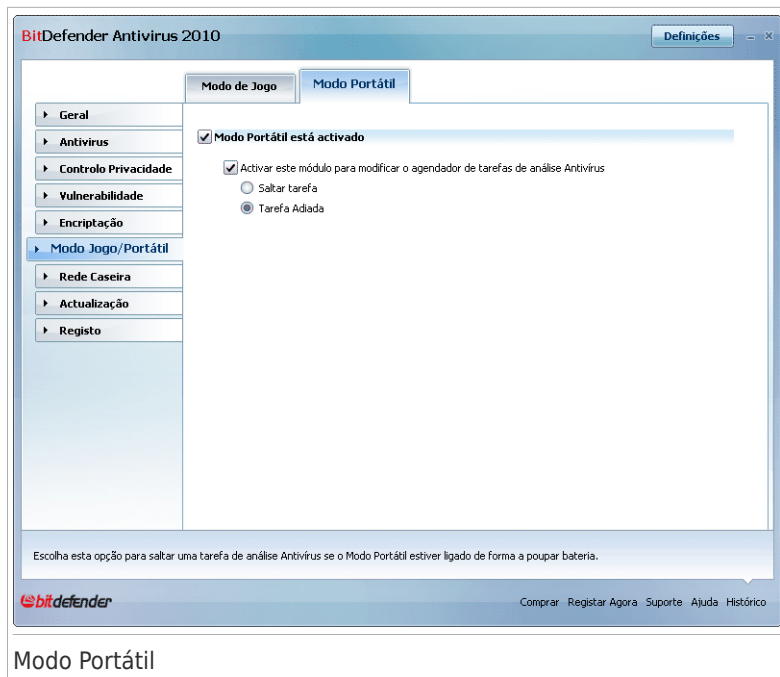 BitDefender Antivirus 2010
Definições
Modo de Jogo
Modo Portátil
Geral
Antivirus
Controlo Privacidade
Vulnerabilidade
Encriptação
Modo Jogo/Portátil
Rede Caseira
Actualização
Registo
Modo Portátil está activado
Activar este módulo para modificar o agendador de tarefas de análise Antivírus
Saltar tarefa
Tarefa Adiada
Escolha esta opção para saltar uma tarefa de análise Antivírus se o Modo Portátil estiver ligado de forma a poupar bateria.
bitdefender
Comprar Registar Agora Suporte Ajuda Histórico
Modo Portátil